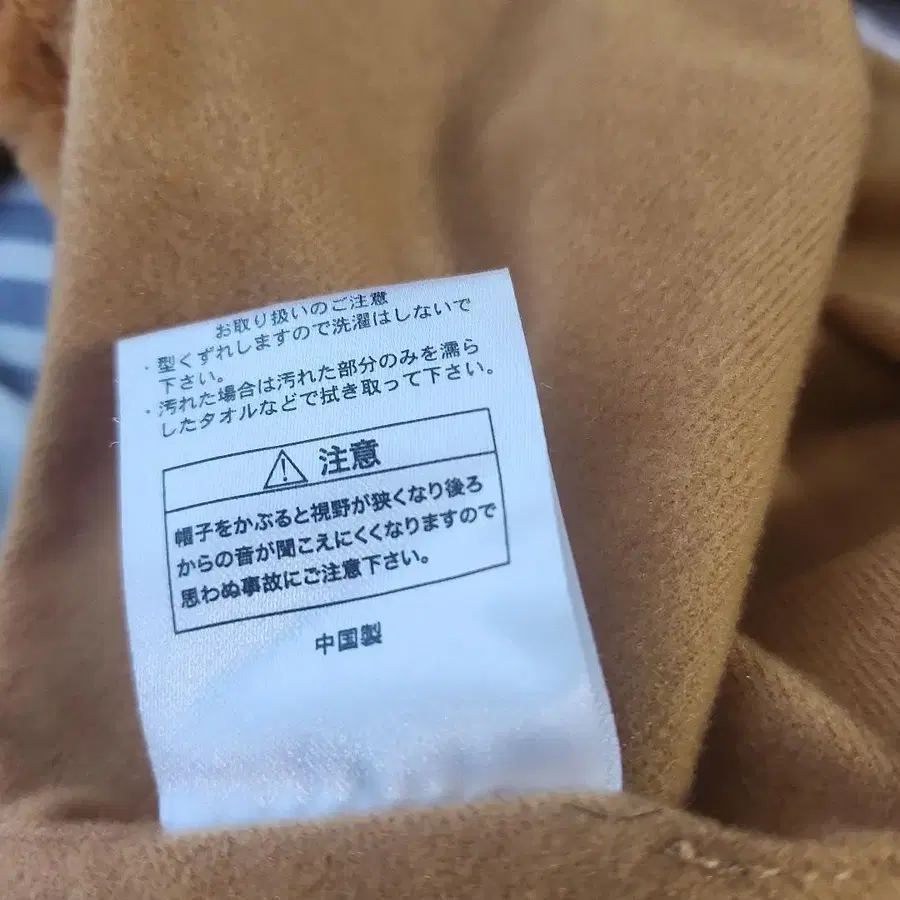 お取り扱いのご注意
・型くずれしますので洗濯はしないで
下さい。
・汚れた場合は汚れた部分のみを濡ら
したタオルなどで拭き取って下さい。
注意
帽子をかぶると視野が狭くなり後ろ
からの音が聞こえにくくなりますので
思わぬ事故にご注意下さい。
中国製